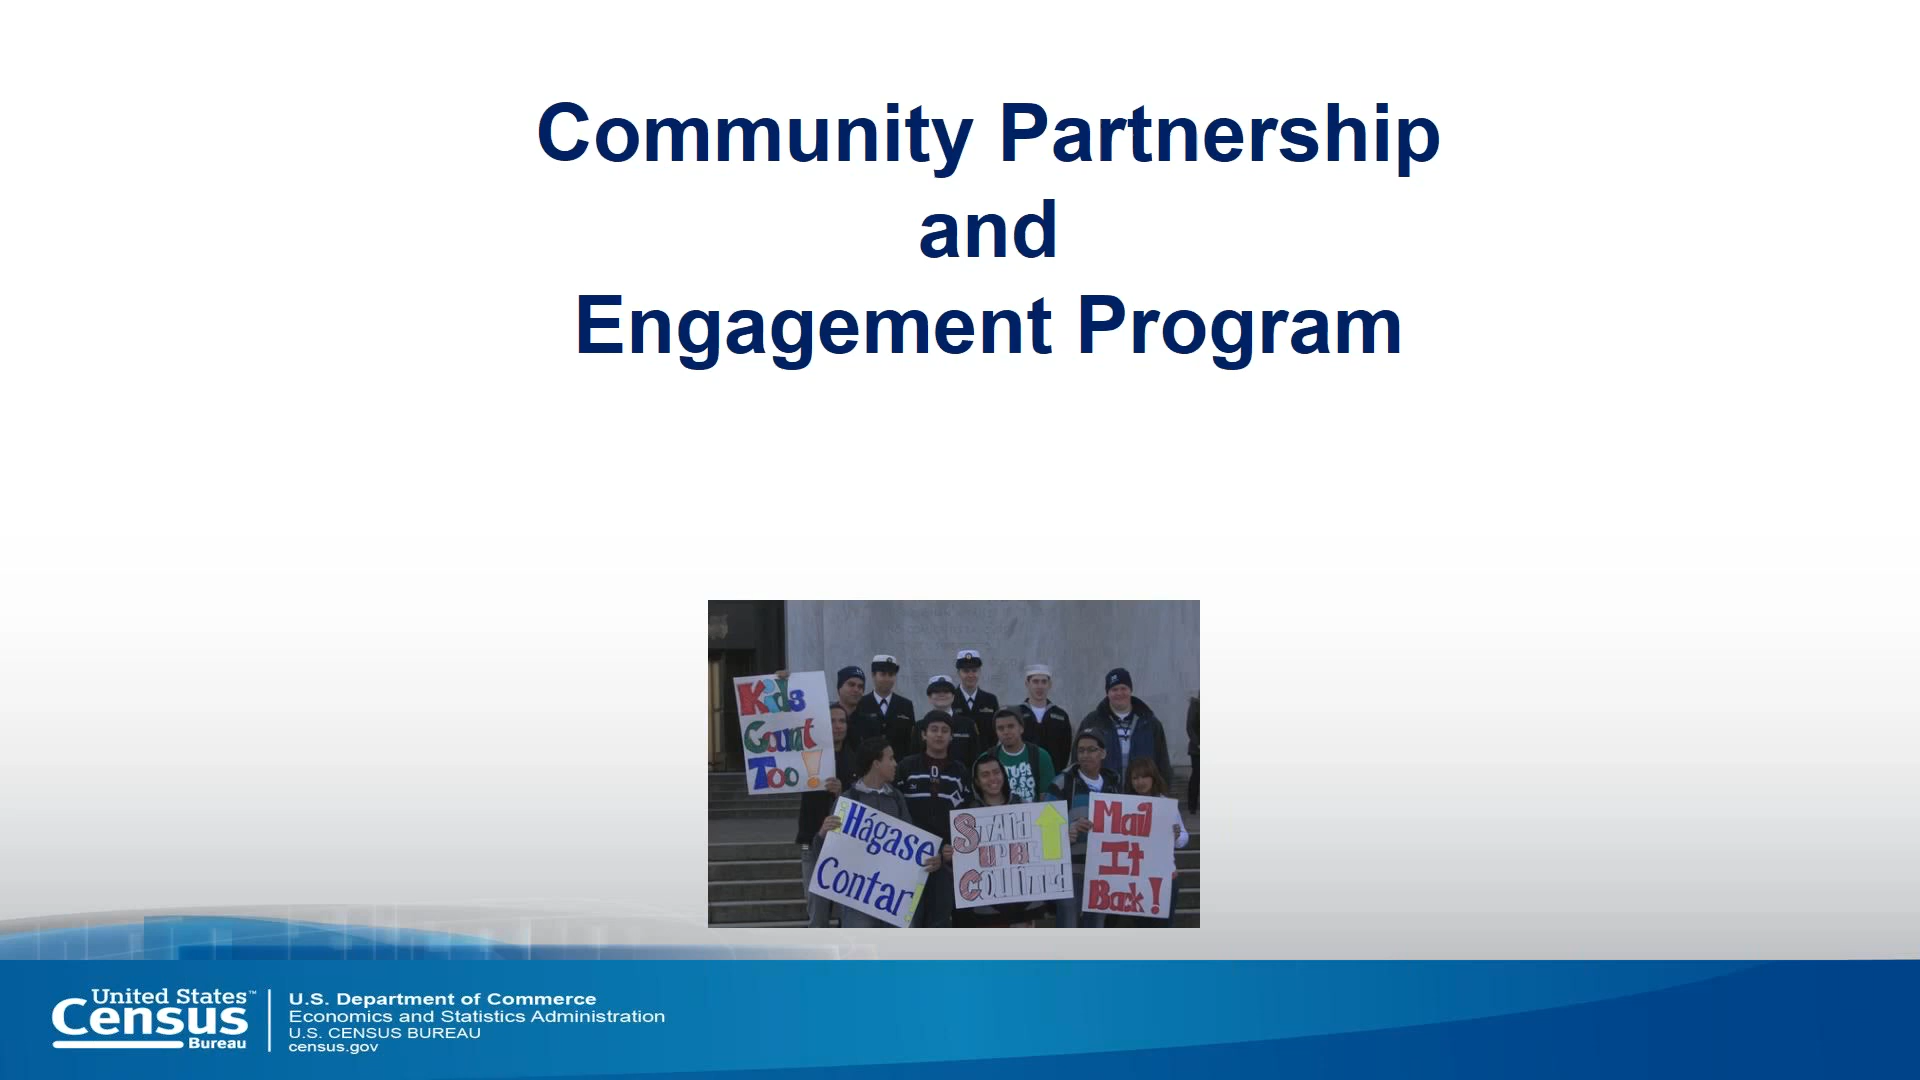 Community Partnership
and
Engagement Program
Kids
Count
Too!
¡Hágase
Contar!
STAND
UP BE
COUNTED
Mail
It
Back!
United States™
Census
Bureau
U.S. Department of Commerce
Economics and Statistics Administration
U.S. CENSUS BUREAU
census.gov